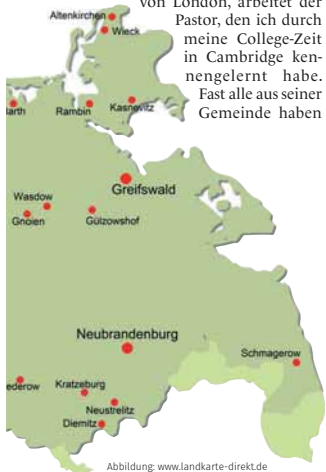 von London, arbeitet der
Pastor, den ich durch
meine College-Zeit
in Cambridge ken-
nengelernt habe.
Fast alle aus seiner
Gemeinde haben
Altenkirchen
Wieck
arth
Rambin
Kasnevitz
Greifswald
Wasdow
Gnoien
Gülzowshof
Neubrandenburg
Schmagerow
ederow
Kratzeburg
Neustrelitz
Diemitz
Abbildung: www.landkarte-direkt.de